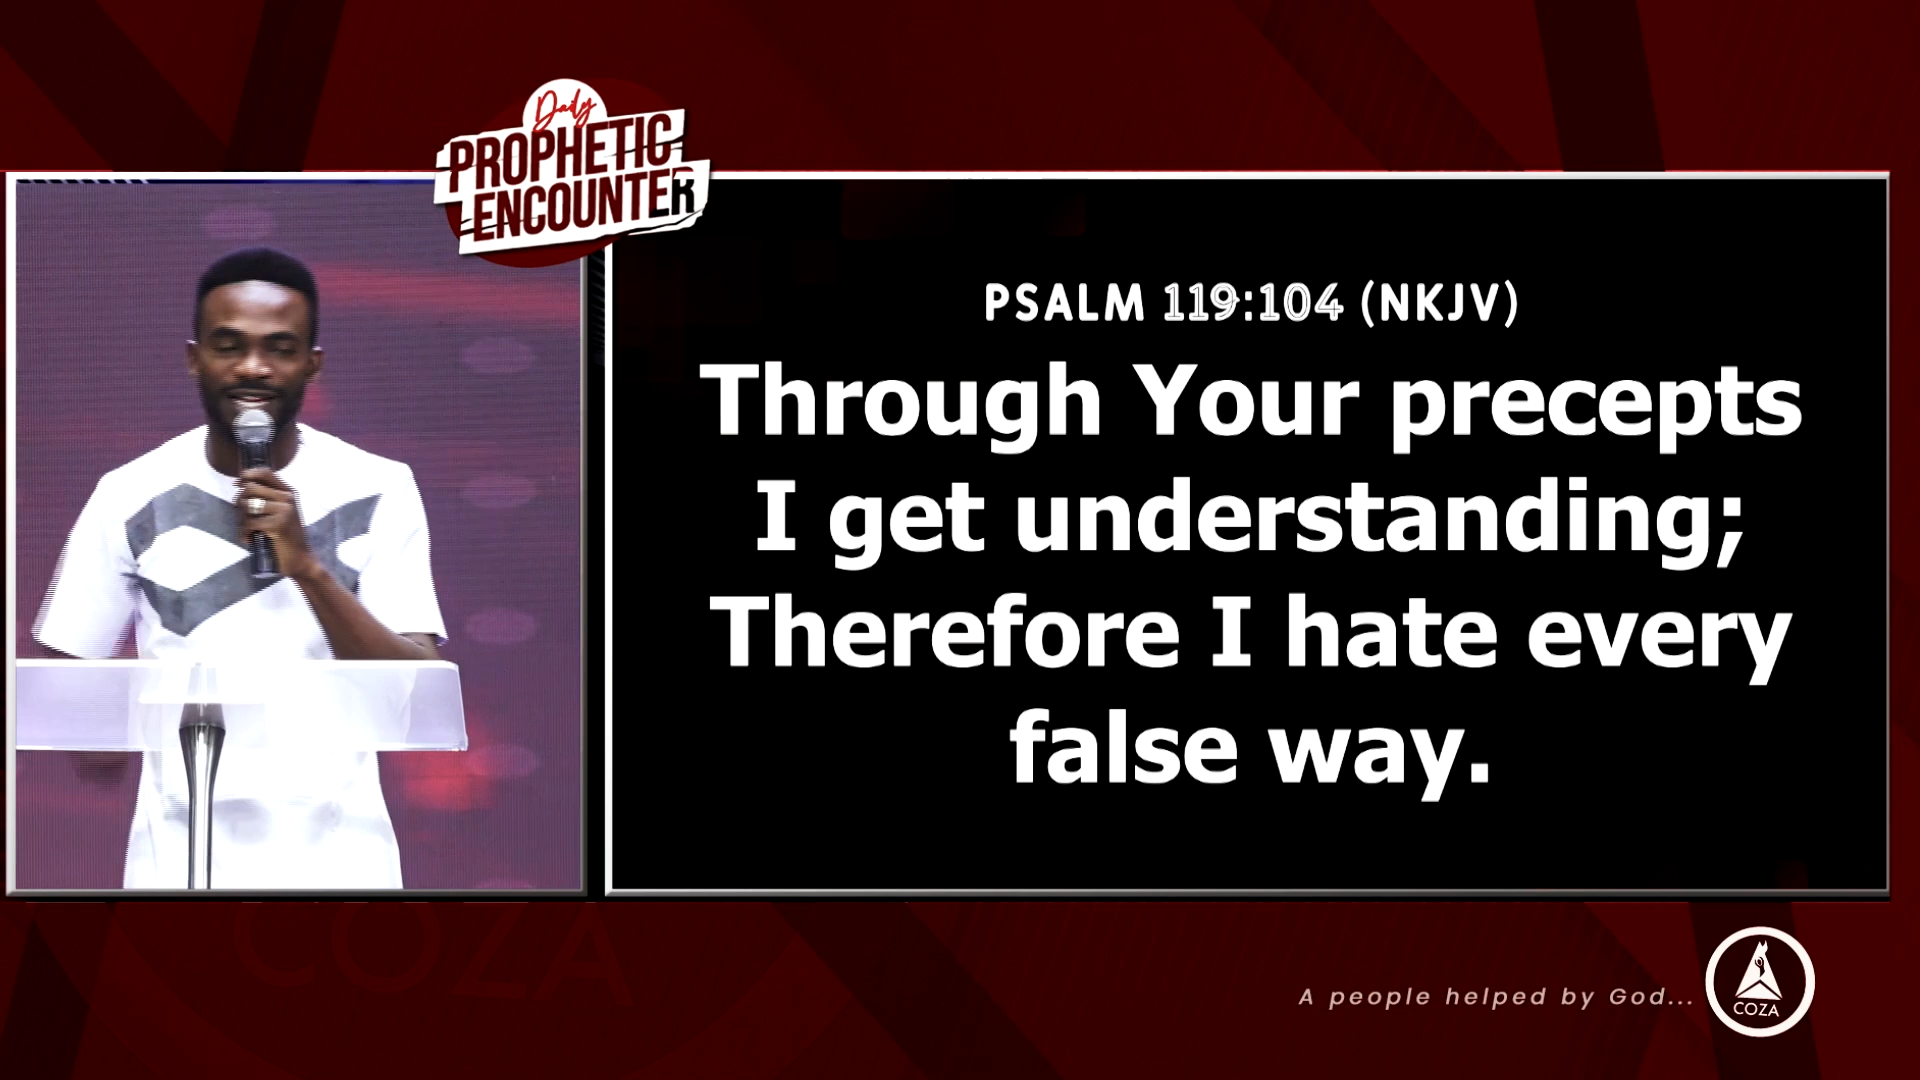 Daily
PROPHETIC
ENCOUNTER
PSALM 119:104 (NKJV)
Through Your precepts
I get understanding;
Therefore I hate every
false way.
COZA
A people helped by God...
COZA